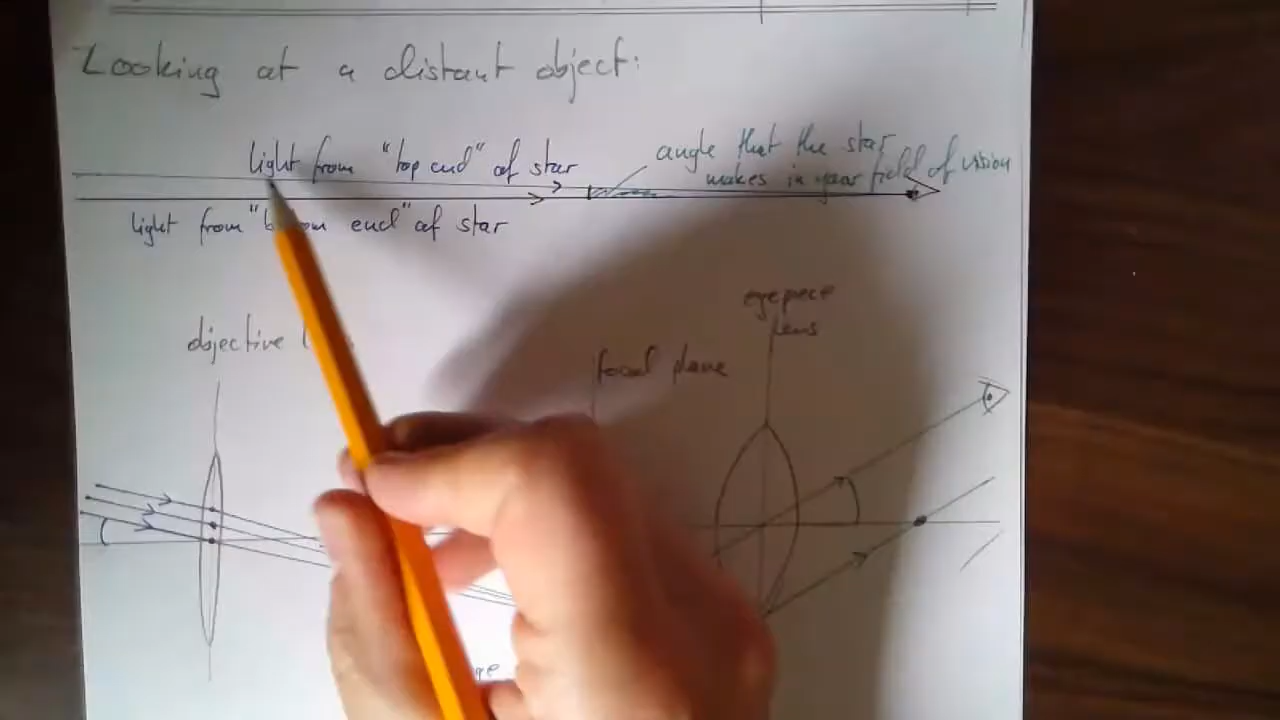 Looking at a distant object:
light from "top end" of star
angle that the star
makes in your field of vision
light from "bottom end" of star
eyepiece
lens
objective
focal plane